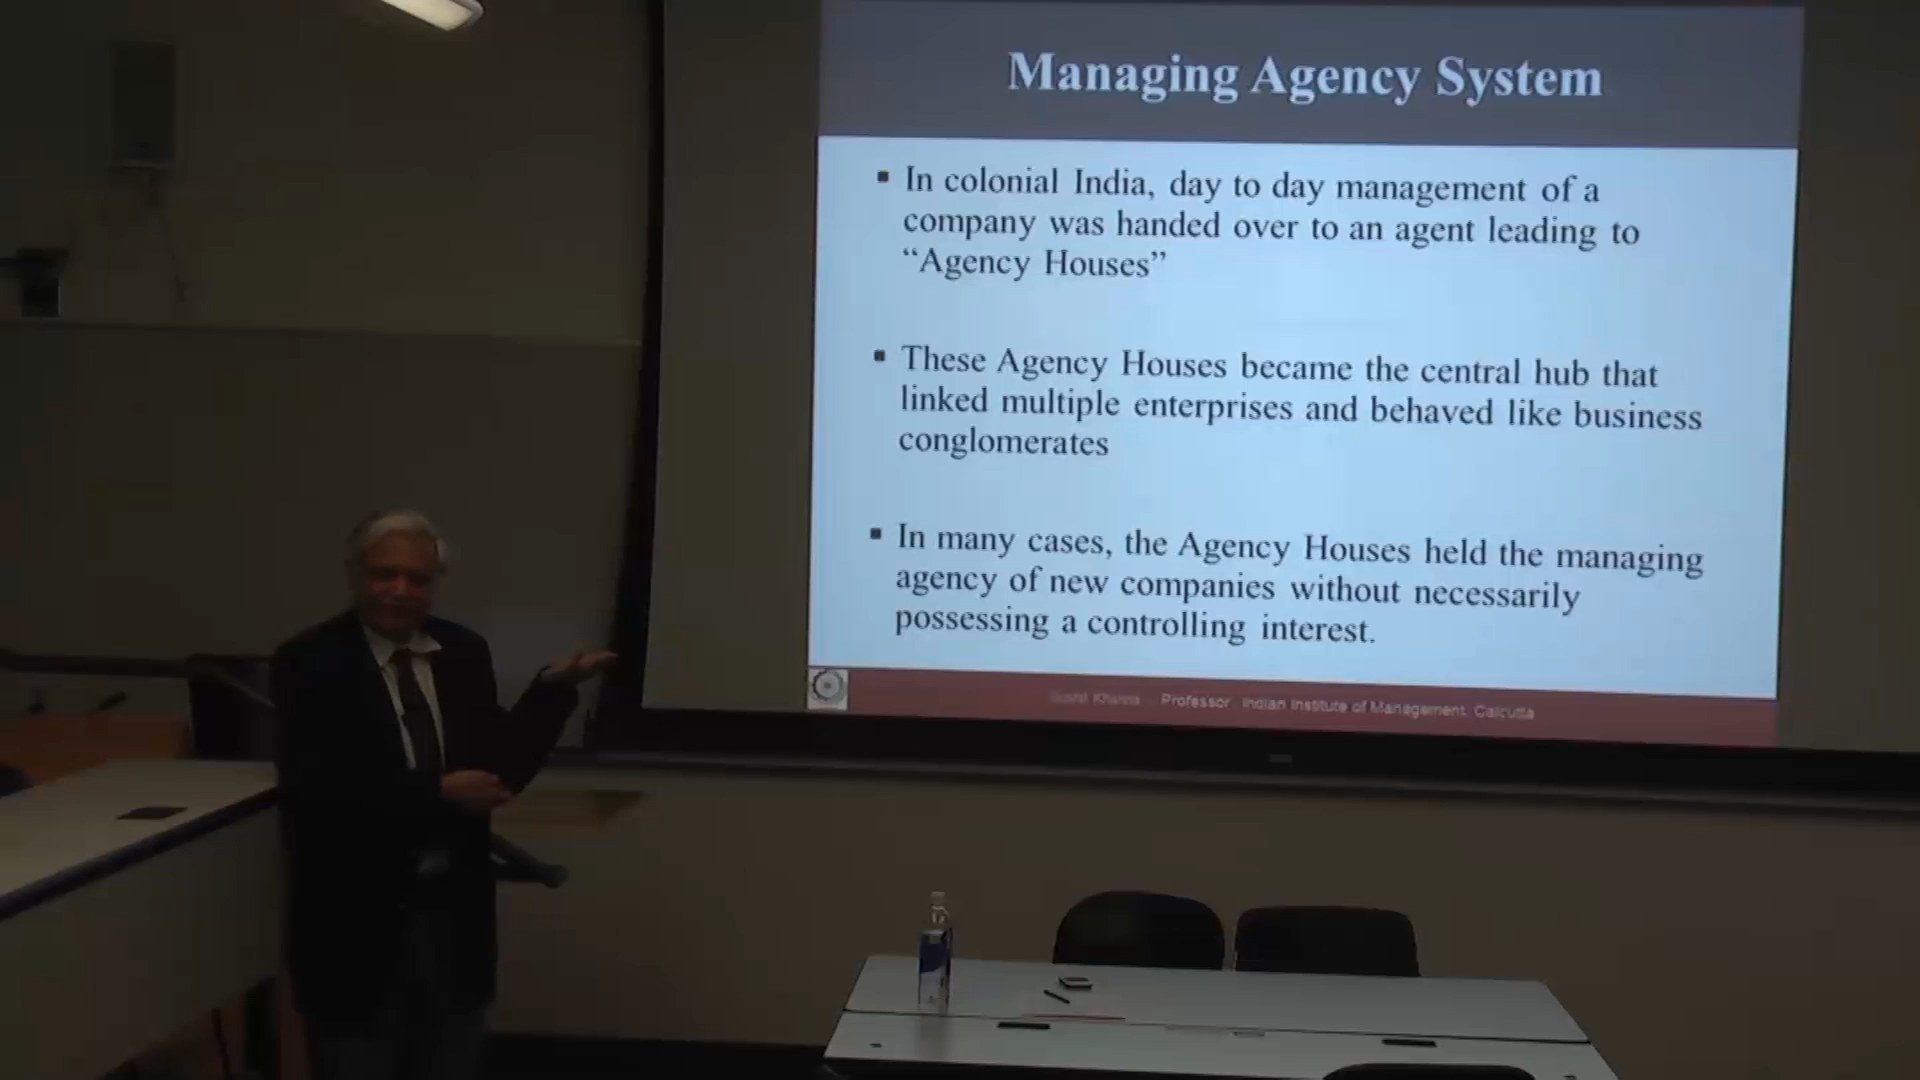 Managing Agency System
▪ In colonial India, day to day management of a
company was handed over to an agent leading to
“Agency Houses”
▪ These Agency Houses became the central hub that
linked multiple enterprises and behaved like business
conglomerates
▪ In many cases, the Agency Houses held the managing
agency of new companies without necessarily
possessing a controlling interest.
Sushil Khanna Professor Indian Institute of Management, Calcutta